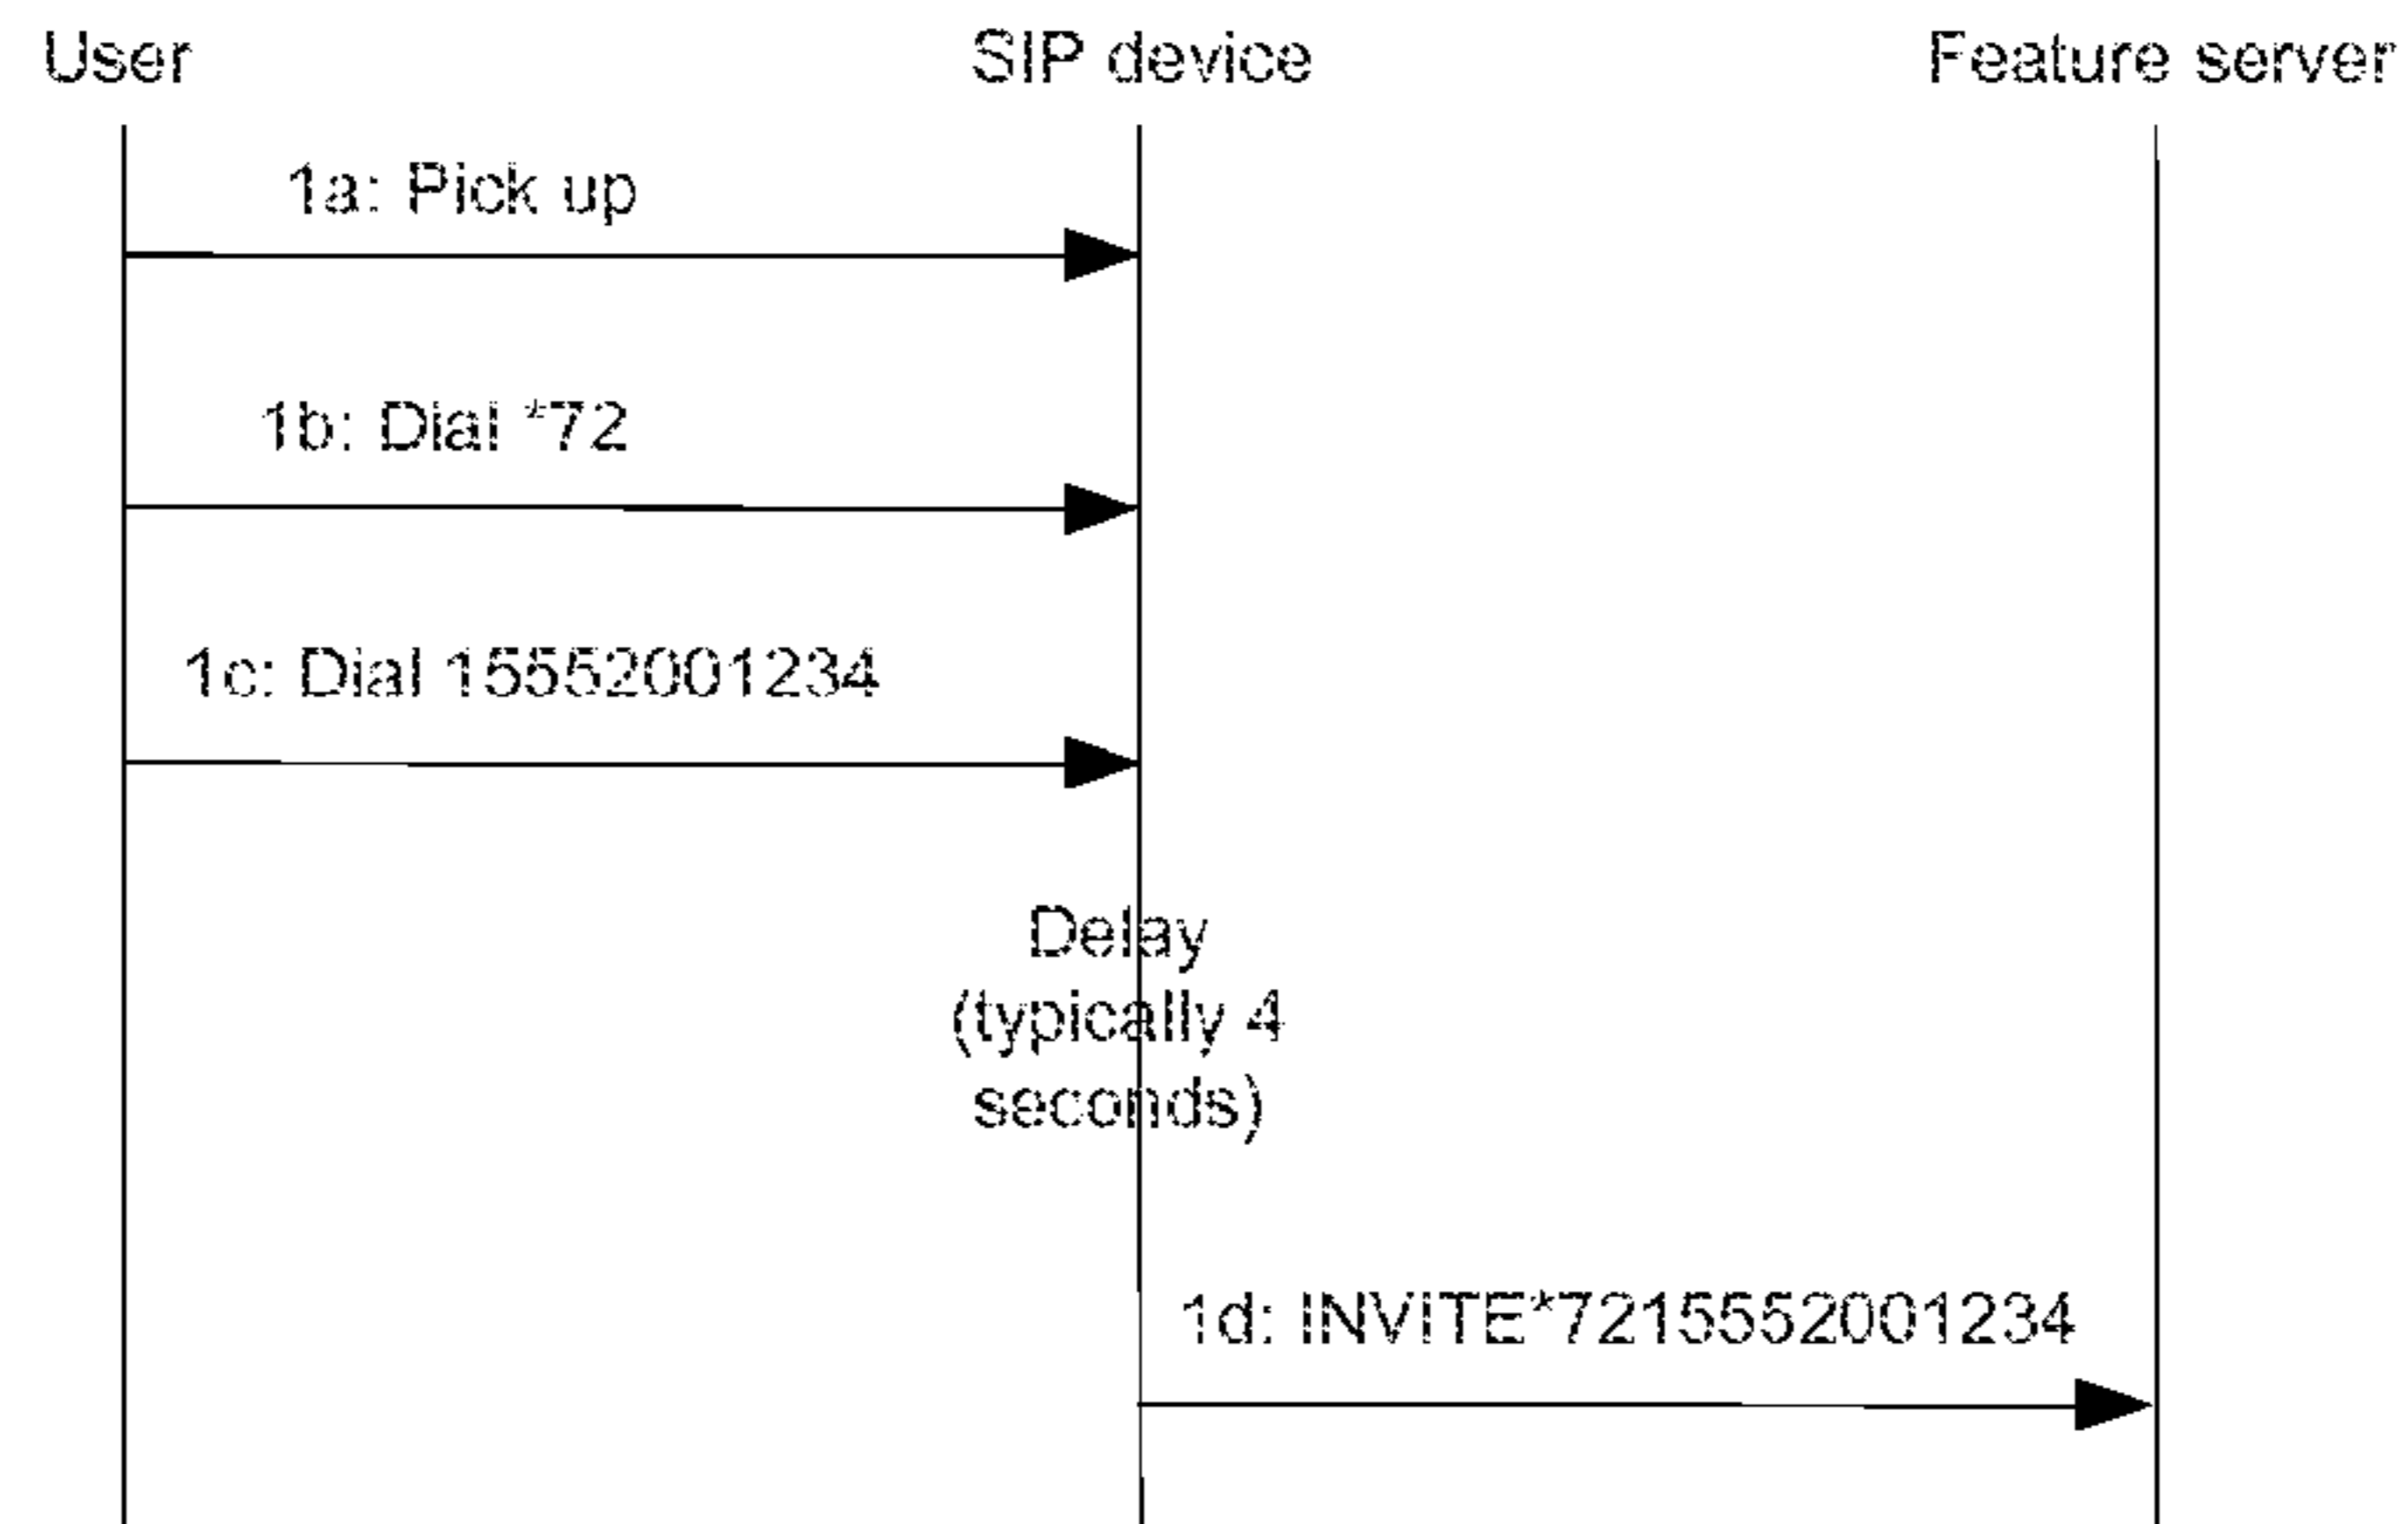 User
SIP device
Feature server
1a: Pick up
1b: Dial *72
1c: Dial 15552001234
Delay
(typically 4
seconds)
1d: INVITE*7215552001234